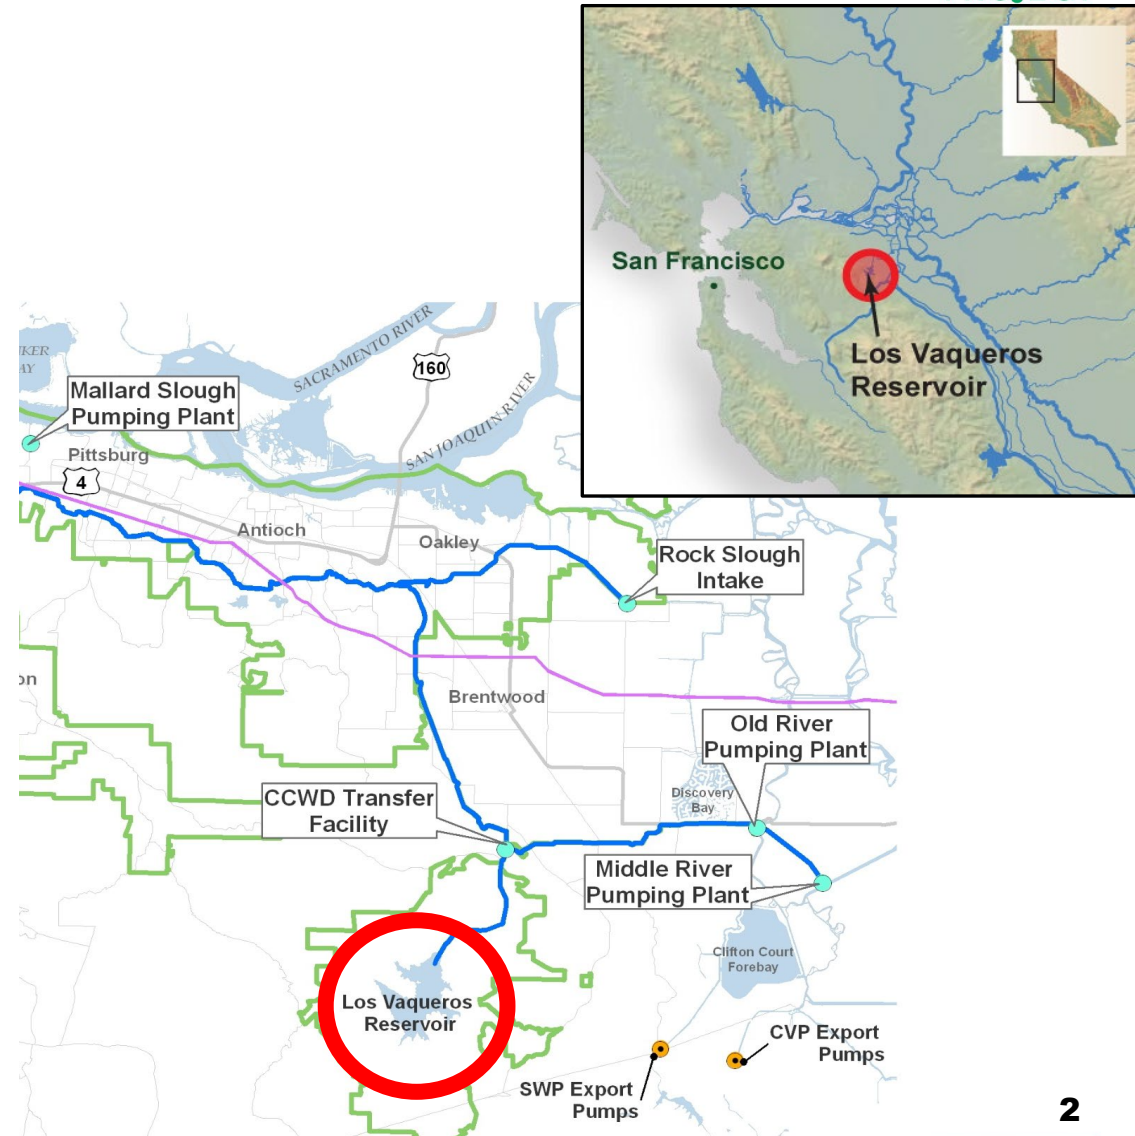 San Francisco
Los Vaqueros
Reservoir
SACRAMENTO RIVER
160
SAN JOAQUIN RIVER
Mallard Slough
Pumping Plant
Pittsburg
4
Antioch
Oakley
Rock Slough
Intake
Brentwood
Old River
Pumping Plant
Discovery
Bay
CCWD Transfer
Facility
Middle River
Pumping Plant
Clifton Court
Forebay
Los Vaqueros
Reservoir
CVP Export
Pumps
SWP Export
Pumps
2